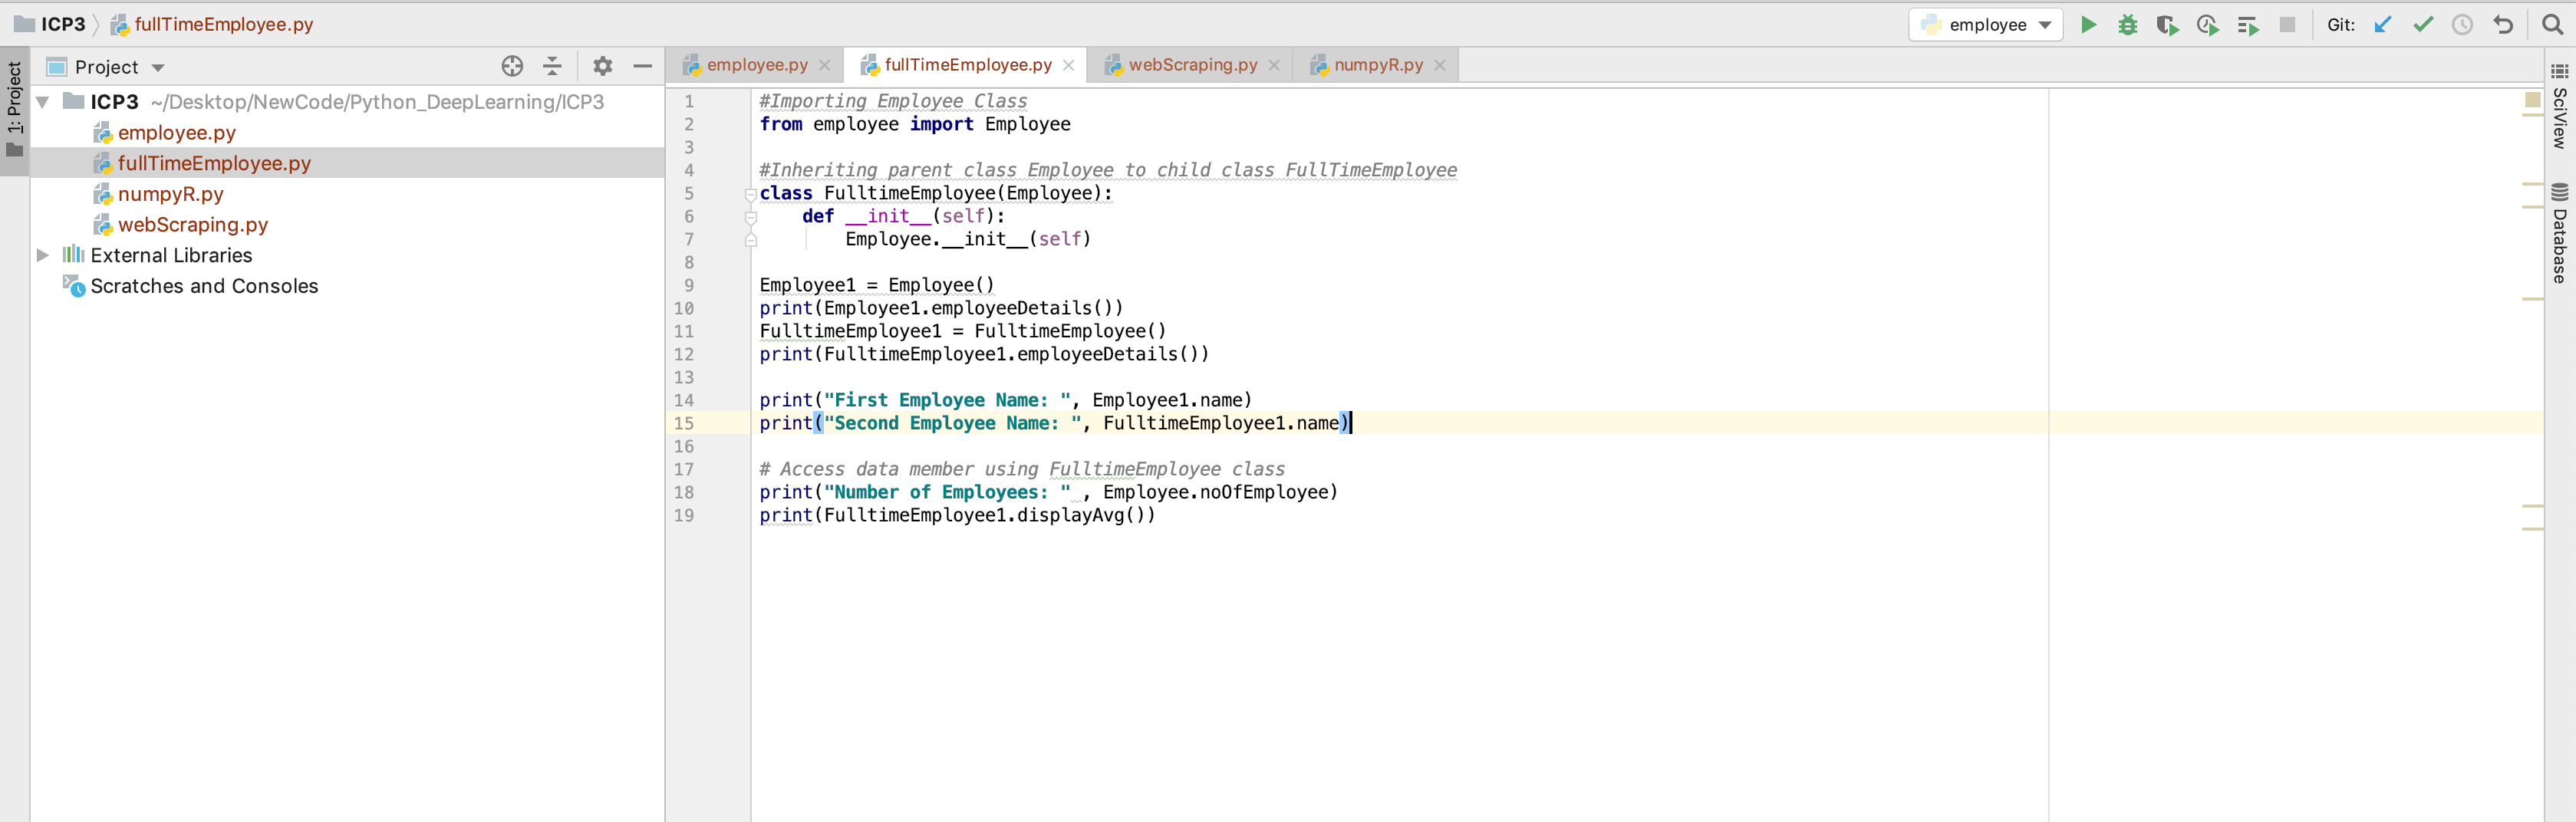 ICP3 fullTimeEmployee.py employee Git:
1: Project
Project
ICP3 ~/Desktop/NewCode/Python_DeepLearning/ICP3
employee.py
fullTimeEmployee.py
numpyR.py
webScraping.py
External Libraries
Scratches and Consoles
employee.py fullTimeEmployee.py webScraping.py numpyR.py
1 #Importing Employee Class
2 from employee import Employee
3
4 #Inheriting parent class Employee to child class FullTimeEmployee
5 class FulltimeEmployee(Employee):
6     def __init__(self):
7         Employee.__init__(self)
8
9 Employee1 = Employee()
10 print(Employee1.employeeDetails())
11 FulltimeEmployee1 = FulltimeEmployee()
12 print(FulltimeEmployee1.employeeDetails())
13
14 print("First Employee Name: ", Employee1.name)
15 print("Second Employee Name: ", FulltimeEmployee1.name)
16
17 # Access data member using FulltimeEmployee class
18 print("Number of Employees: " , Employee.noOfEmployee)
19 print(FulltimeEmployee1.displayAvg())
SciView
Database